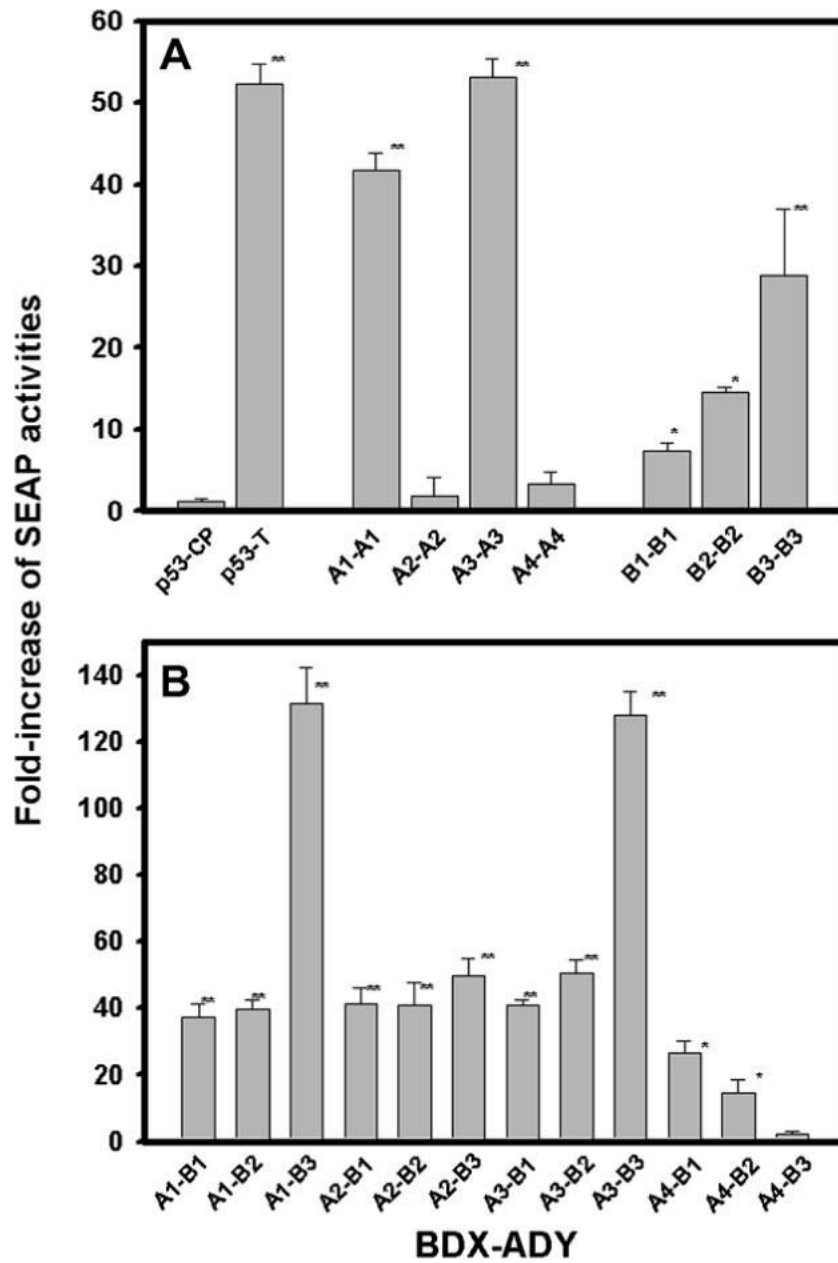 Fold-increase of SEAP activities
A
60
50
40
30
20
10
0
**
**
**
*
*
**
p53-CP
p53-T
A1-A1
A2-A2
A3-A3
A4-A4
B1-B1
B2-B2
B3-B3
B
140
120
100
80
60
40
20
0
**
**
**
**
**
**
**
**
**
*
*
A1-B1
A1-B2
A1-B3
A2-B1
A2-B2
A2-B3
A3-B1
A3-B2
A3-B3
A4-B1
A4-B2
A4-B3
BDX-ADY